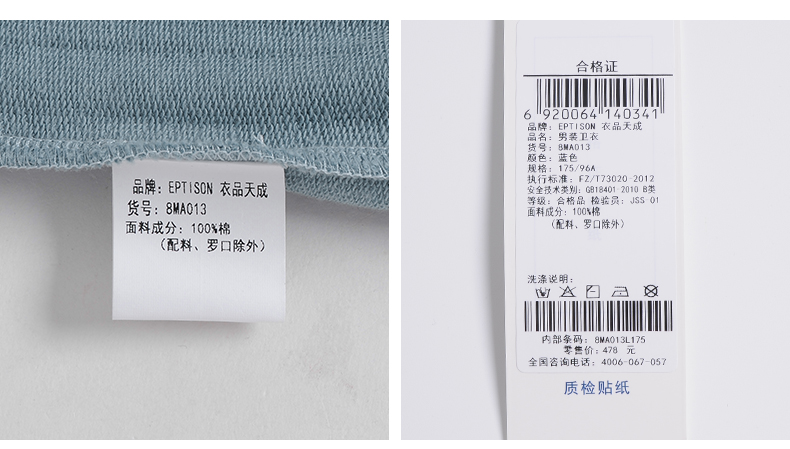 品牌: EPTISON 衣品天成
货号: 8MA013
面料成分: 100%棉
(配料、罗口除外)
合格证
6 920064 140341
品牌: EPTISON 衣品天成
品名: 男装卫衣
货号: 8MA013
颜色: 蓝色
规格: 175/96A
执行标准: FZ/T73020-2012
安全技术类别: GB18401-2010 B类
等级: 合格品 检验员: JSS 01
面料成分: 100%棉
(配料、罗口除外)
洗涤说明:
内部条码: 8MA013L175
零售价: 478 元
全国咨询电话: 4006-067-057
质检贴纸